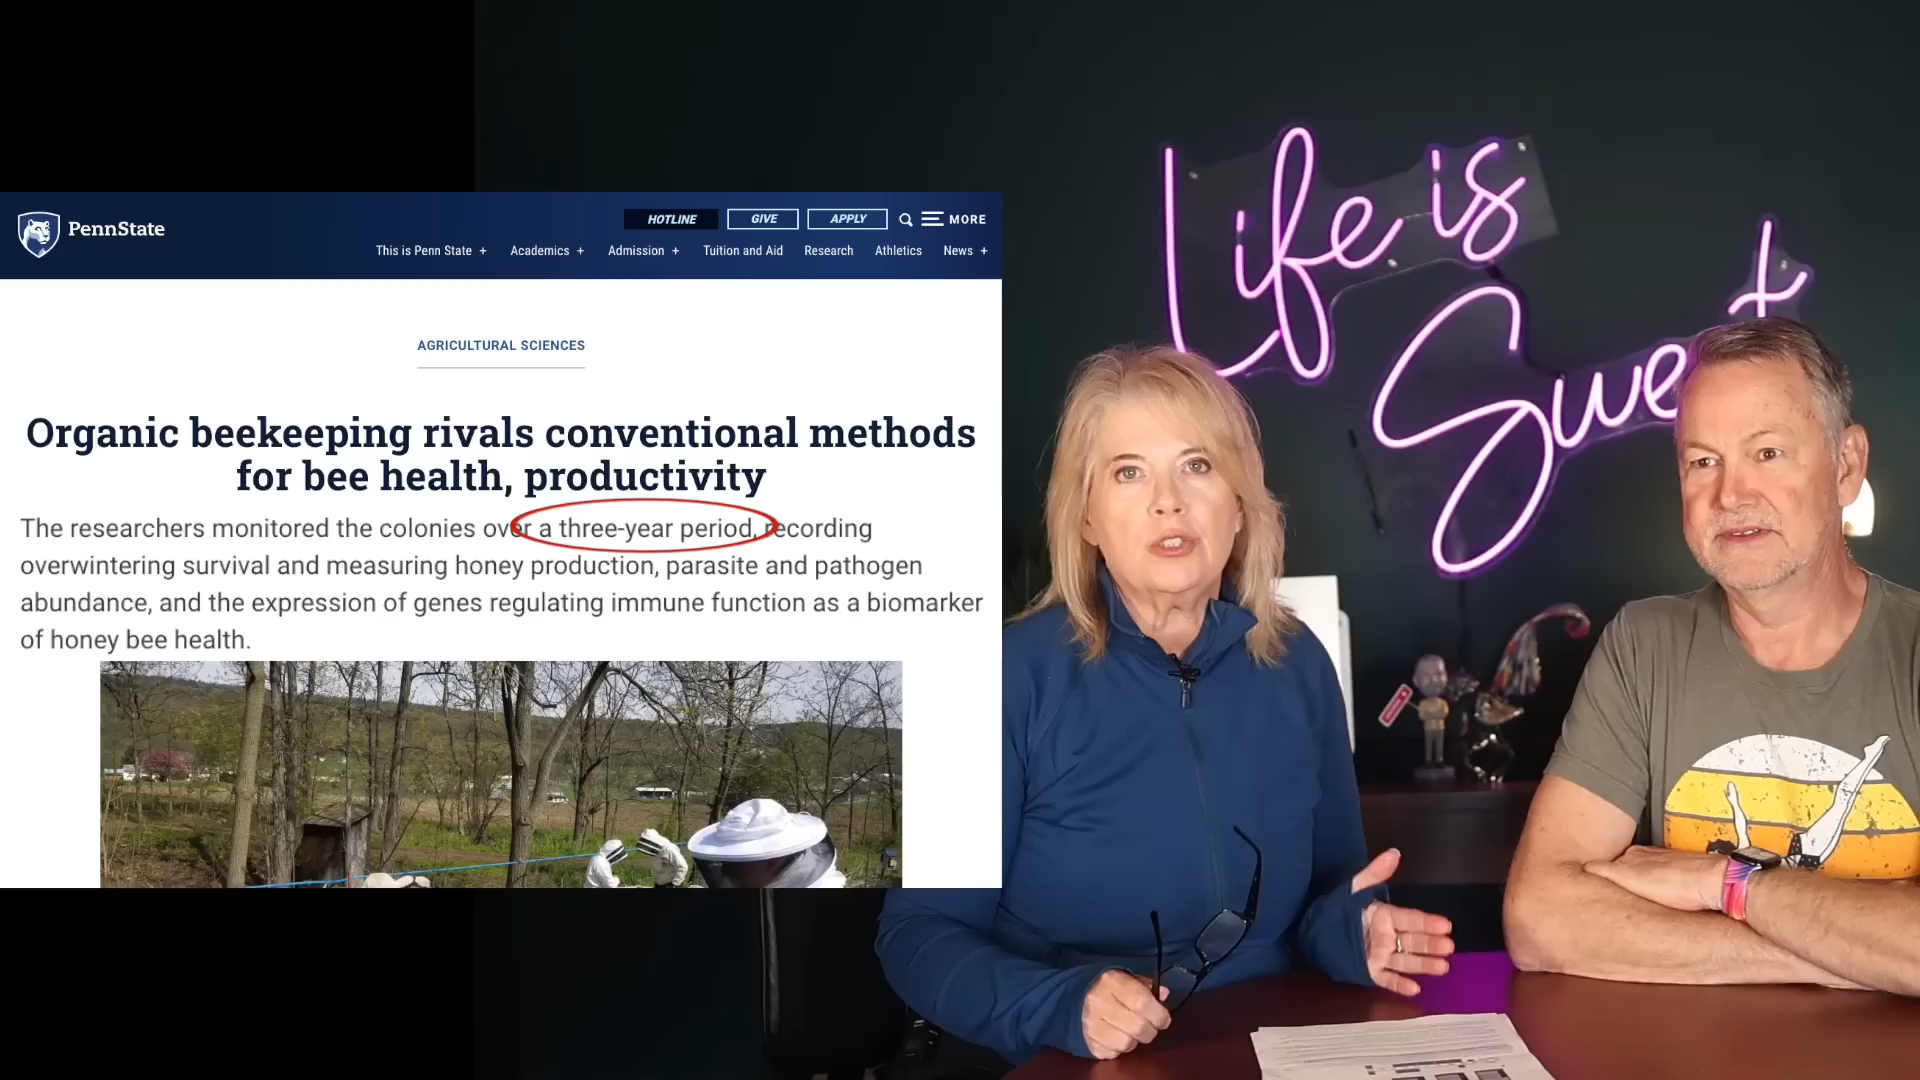 PennState
HOTLINE GIVE APPLY MORE
This is Penn State + Academics + Admission + Tuition and Aid Research Athletics News +
AGRICULTURAL SCIENCES
Organic beekeeping rivals conventional methods
for bee health, productivity
The researchers monitored the colonies over a three-year period, recording
overwintering survival and measuring honey production, parasite and pathogen
abundance, and the expression of genes regulating immune function as a biomarker
of honey bee health.
Life is
Sweet